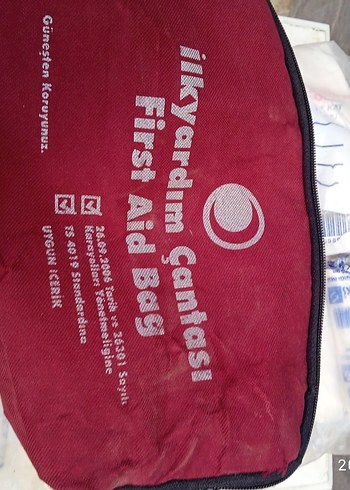 ilkyardım Çantası
First Aid Bag
26.09.2006 Tarih ve 26301 Sayılı
Karayolları Yönetmeliğine
TS 4019 Standardına
UYGUN İÇERİK
Güneşten Koruyunuz.